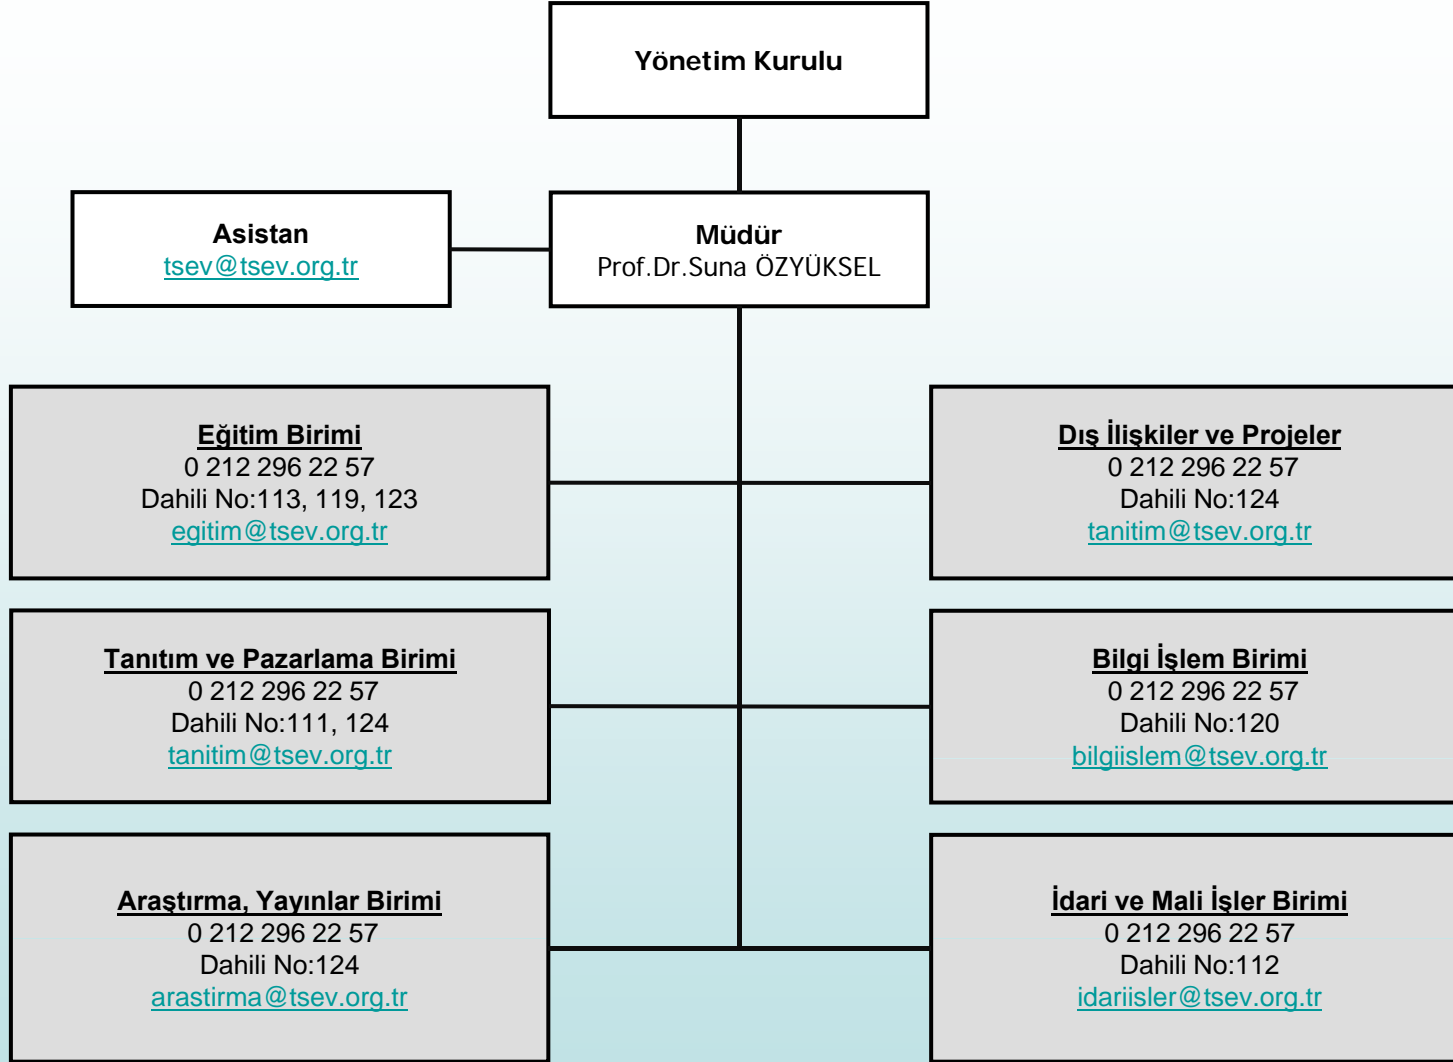 Yönetim Kurulu
Asistan
tsev@tsev.org.tr
Müdür
Prof.Dr.Suna ÖZYÜKSEL
Eğitim Birimi
0 212 296 22 57
Dahili No:113, 119, 123
egitim@tsev.org.tr
Dış İlişkiler ve Projeler
0 212 296 22 57
Dahili No:124
tanitim@tsev.org.tr
Tanıtım ve Pazarlama Birimi
0 212 296 22 57
Dahili No:111, 124
tanitim@tsev.org.tr
Bilgi İşlem Birimi
0 212 296 22 57
Dahili No:120
bilgiislem@tsev.org.tr
Araştırma, Yayınlar Birimi
0 212 296 22 57
Dahili No:124
arastirma@tsev.org.tr
İdari ve Mali İşler Birimi
0 212 296 22 57
Dahili No:112
idariisler@tsev.org.tr